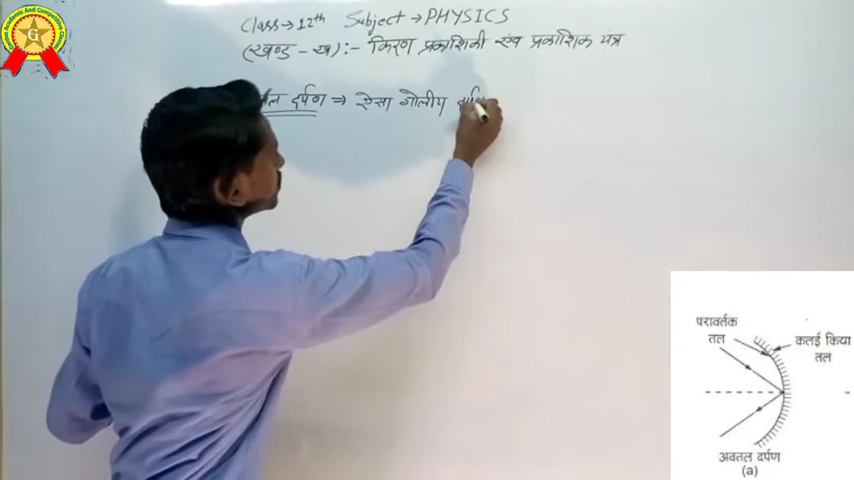 Class → 12th Subject → PHYSICS
(खण्ड - ख) :- किरण प्रकाशिकी एवं प्रकाशिक यंत्र
दर्पण ⇒ ऐसा गोलीय
G
परावर्तक
तल
कलई किया
तल
अवतल दर्पण
(a)